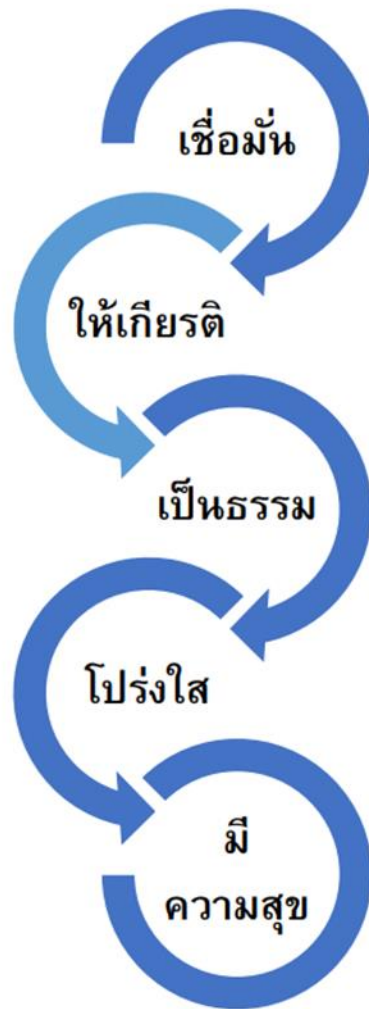 เชื่อมั่น
ให้เกียรติ
เป็นธรรม
โปร่งใส
มี
ความสุข